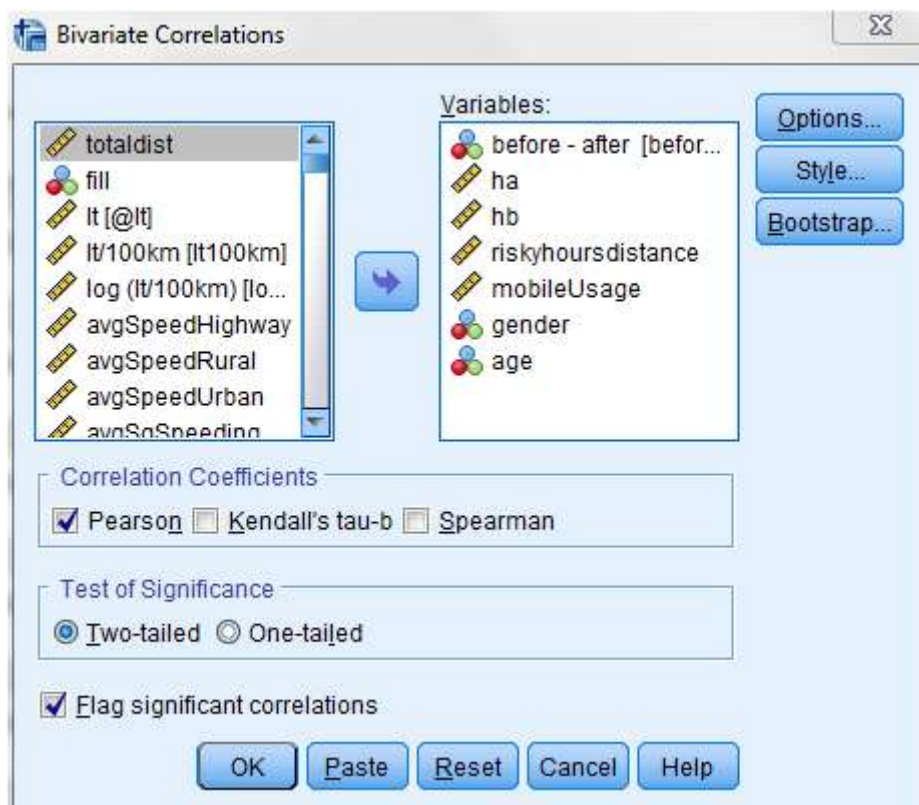 Bivariate Correlations
totaldist
fill
lt [@lt]
lt/100km [lt100km]
log (lt/100km) [lo...
avgSpeedHighway
avgSpeedRural
avgSpeedUrban
avgSgSpeeding
Variables:
before - after [befor...
ha
hb
riskyhoursdistance
mobileUsage
gender
age
Options...
Style...
Bootstrap...
Correlation Coefficients
Pearson Kendall's tau-b Spearman
Test of Significance
Two-tailed One-tailed
Flag significant correlations
OK Paste Reset Cancel Help